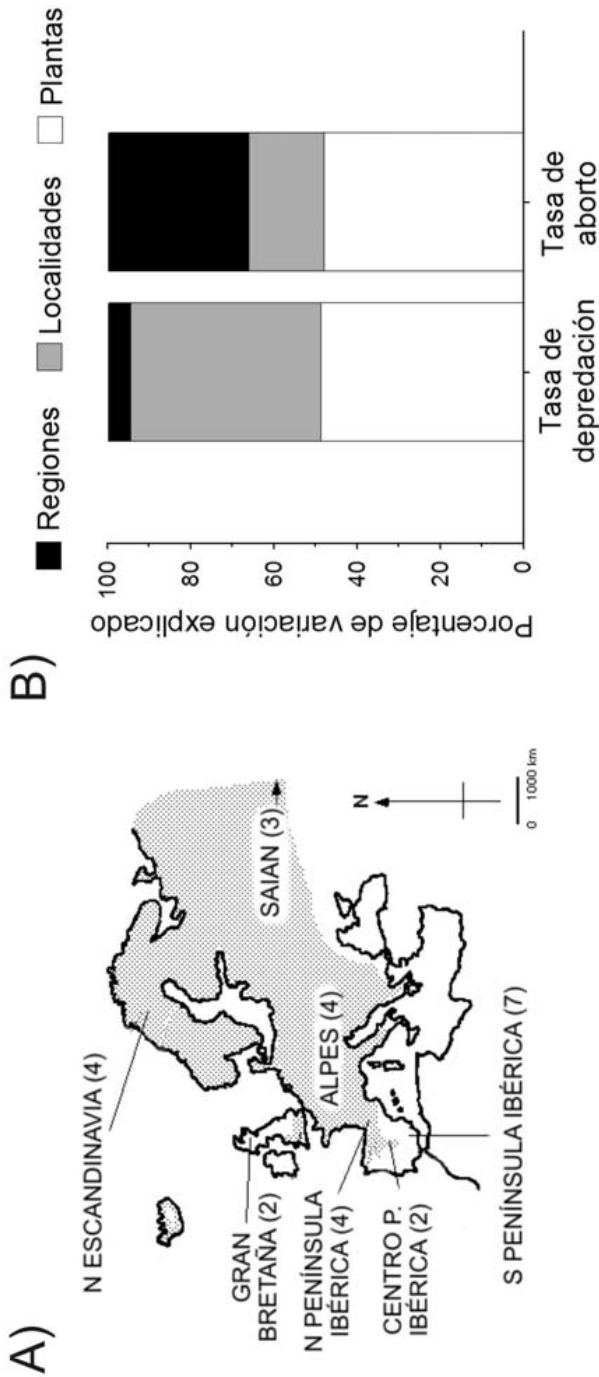 A)
N ESCANDINAVIA (4)
GRAN
BRETAÑA (2)
N PENÍNSULA
IBÉRICA (4)
CENTRO P.
IBÉRICA (2)
S PENÍNSULA IBÉRICA (7)
ALPES (4)
SAIAN (3)
N
0 1000 km
B)
Regiones
Localidades
Plantas
Porcentaje de variación explicado
100
80
60
40
20
0
Tasa de
depredación
Tasa de
aborto